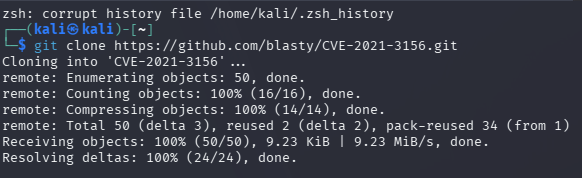 zsh: corrupt history file /home/kali/.zsh_history
┌──(kali㉿kali)-[~]
└─$ git clone https://github.com/blasty/CVE-2021-3156.git
Cloning into 'CVE-2021-3156'...
remote: Enumerating objects: 50, done.
remote: Counting objects: 100% (16/16), done.
remote: Compressing objects: 100% (14/14), done.
remote: Total 50 (delta 3), reused 2 (delta 2), pack-reused 34 (from 1)
Receiving objects: 100% (50/50), 9.23 KiB | 9.23 MiB/s, done.
Resolving deltas: 100% (24/24), done.